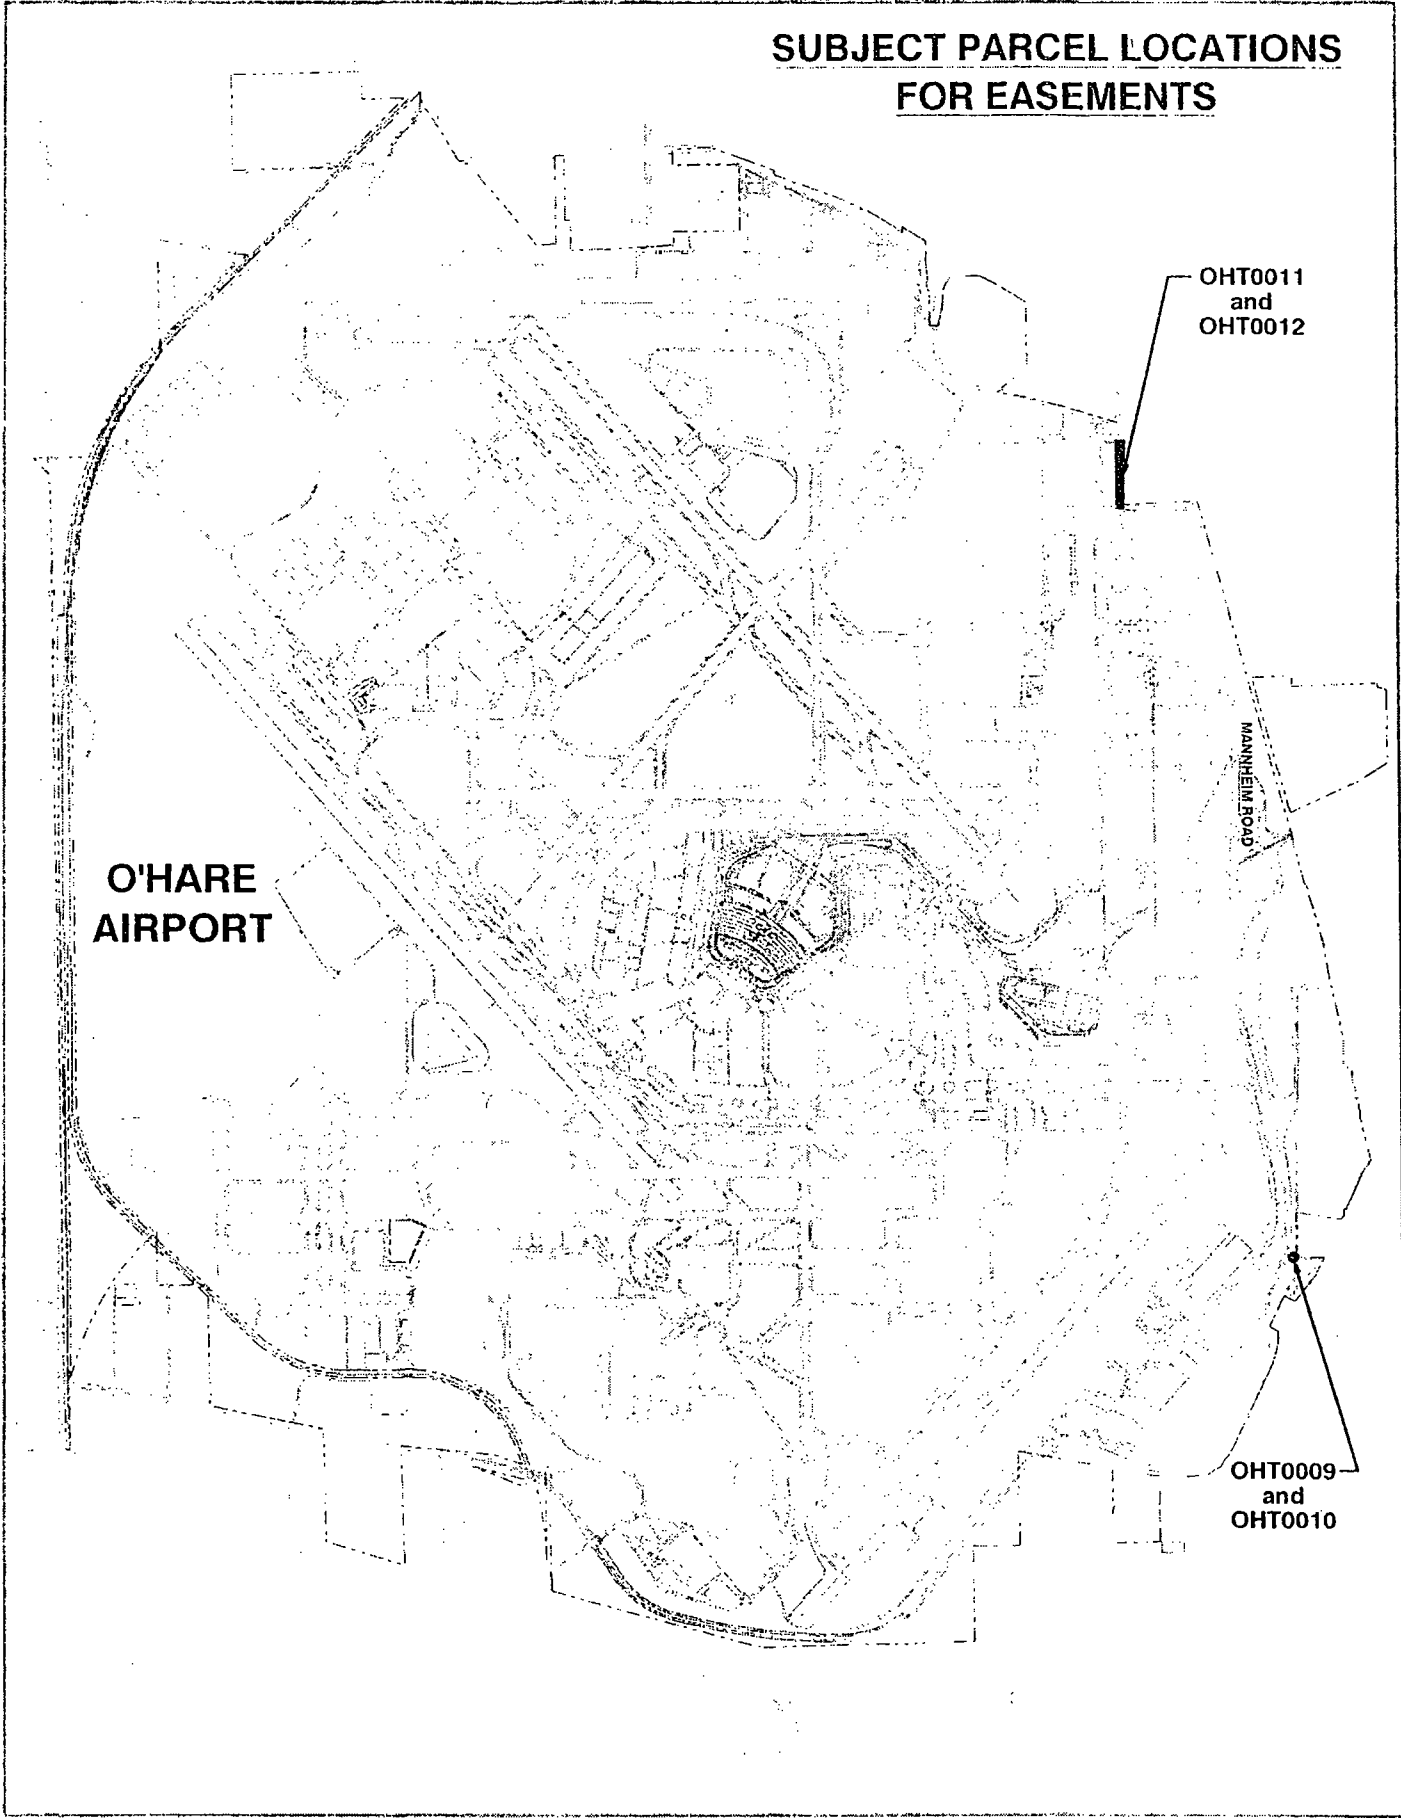 SUBJECT PARCEL LOCATIONS
FOR EASEMENTS
OHT0011
and
OHT0012
MANNHEIM ROAD
O'HARE
AIRPORT
OHT0009
and
OHT0010